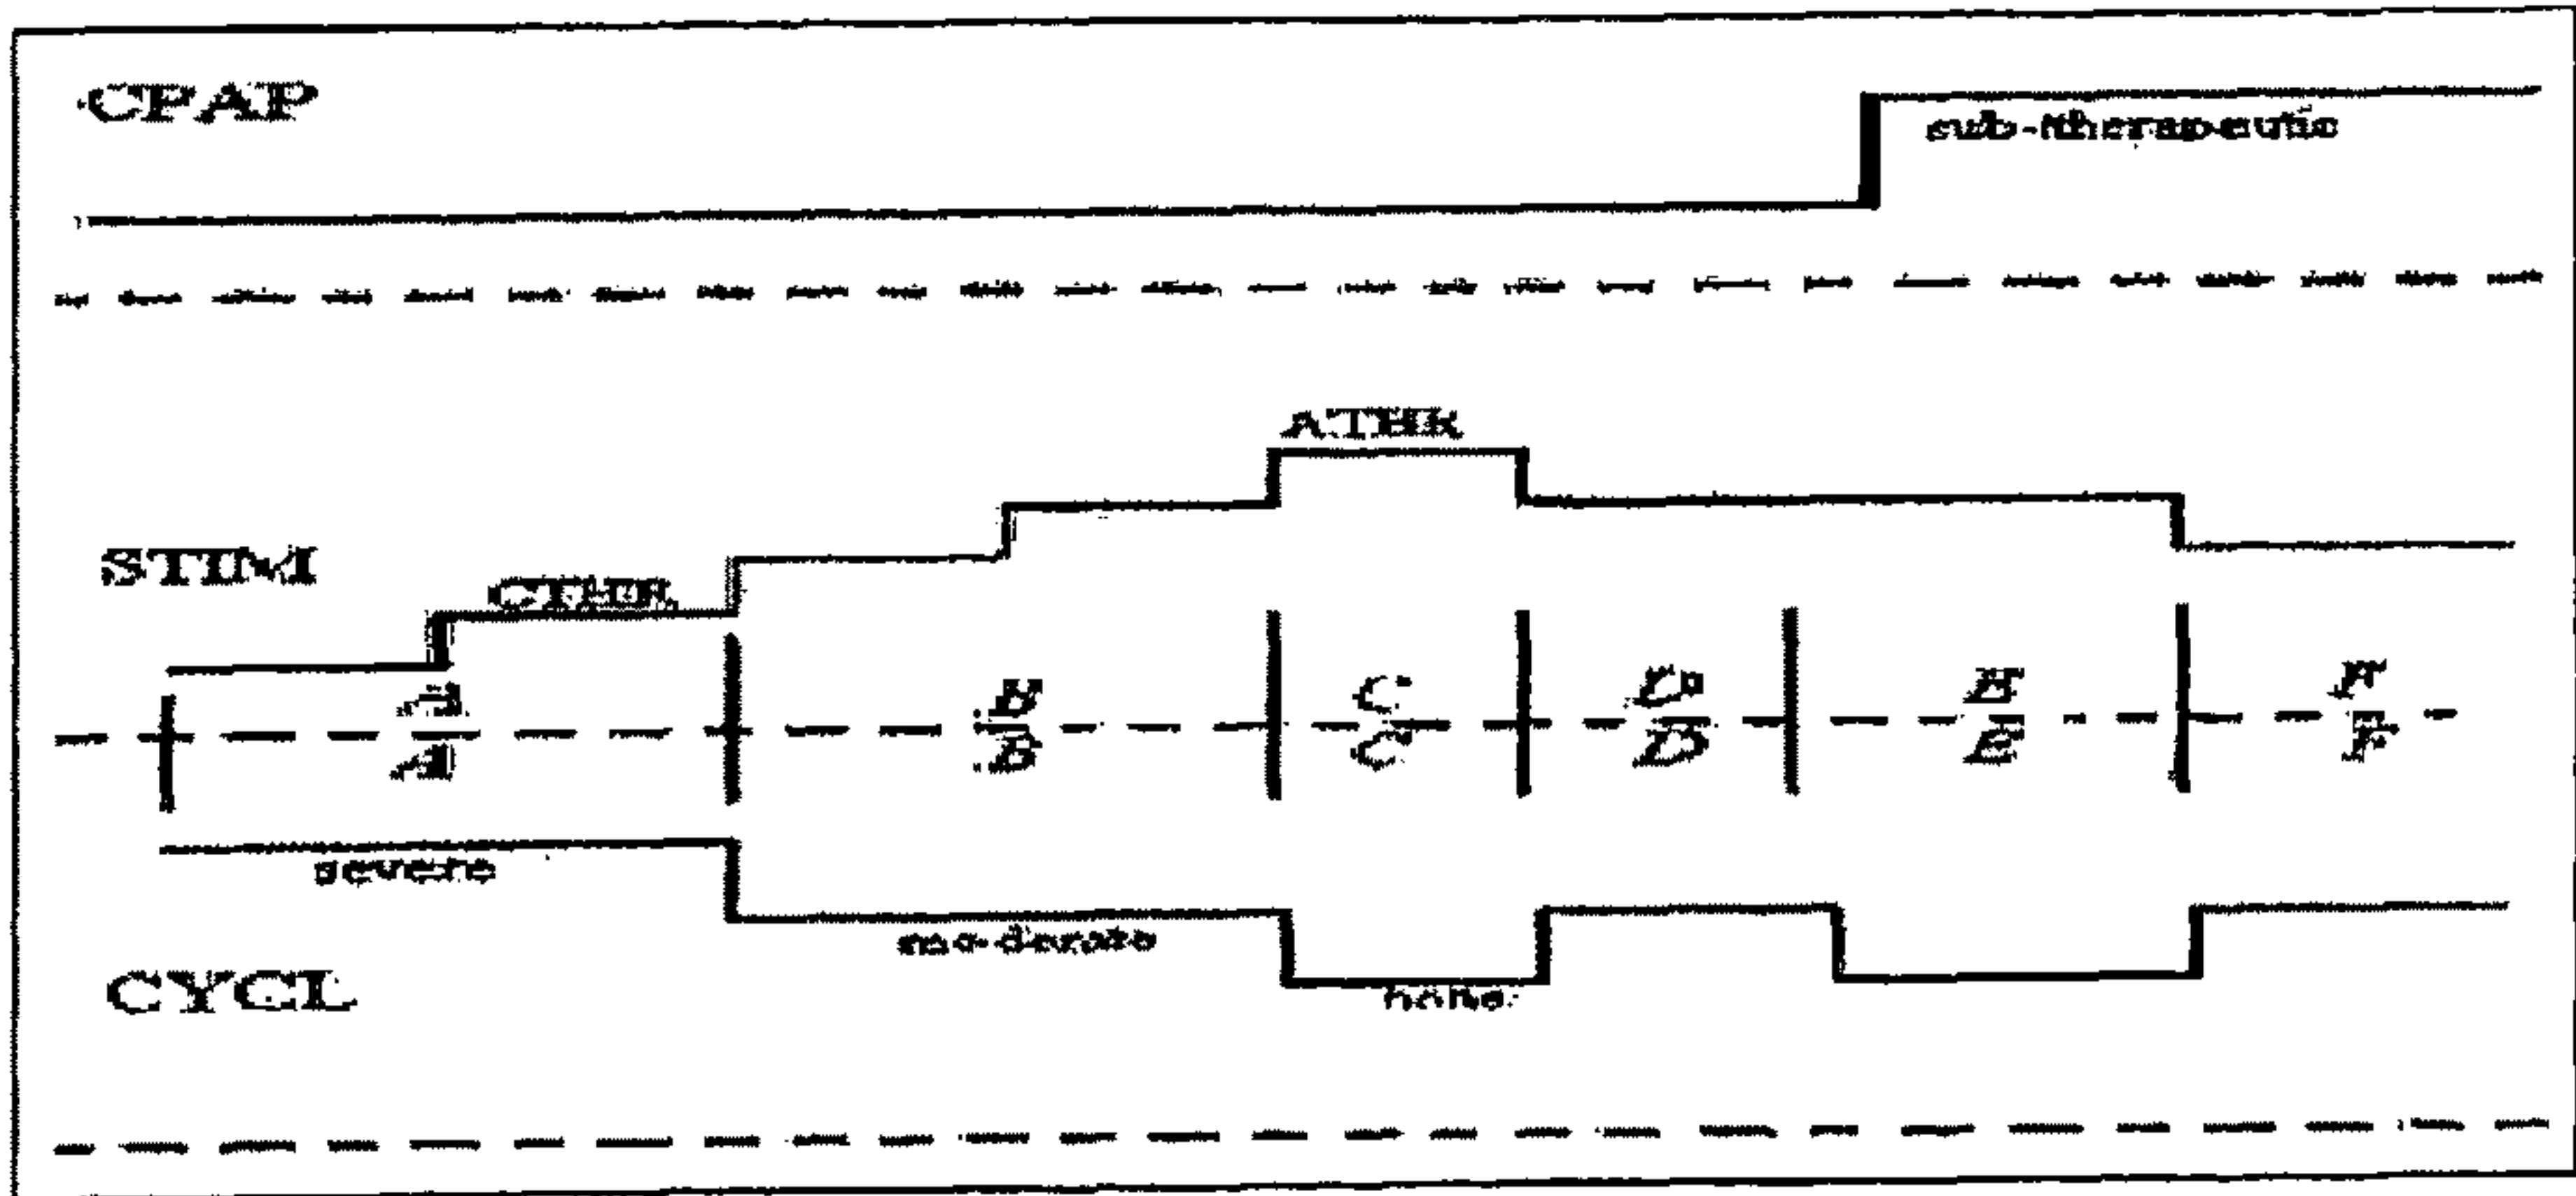 CPAP
sub-therapeutic
ATHR
STIM
CTHR
A B C D E F
A B C D E F
severe
moderate
CYCL
none